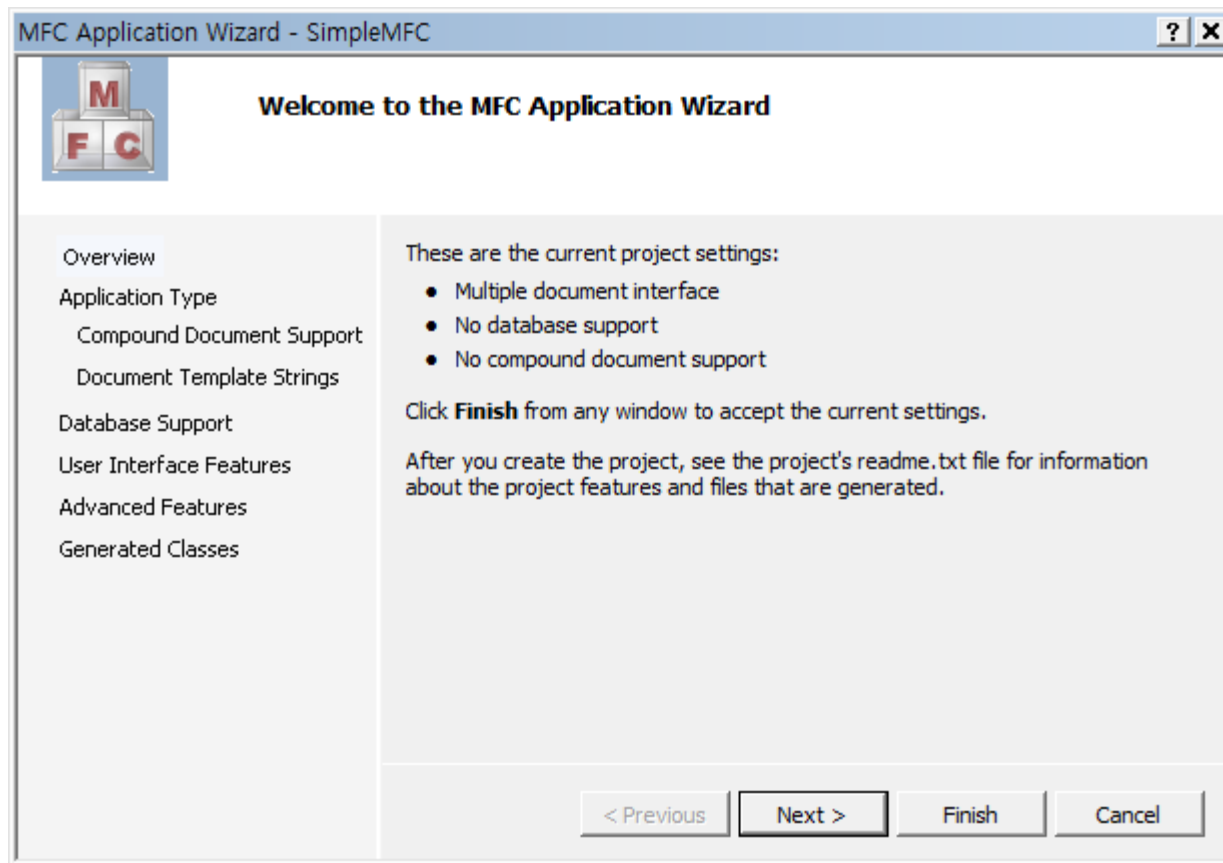 MFC Application Wizard - SimpleMFC
? X
M
F C
Welcome to the MFC Application Wizard
Overview
Application Type
Compound Document Support
Document Template Strings
Database Support
User Interface Features
Advanced Features
Generated Classes
These are the current project settings:
• Multiple document interface
• No database support
• No compound document support
Click Finish from any window to accept the current settings.
After you create the project, see the project's readme.txt file for information
about the project features and files that are generated.
< Previous Next > Finish Cancel